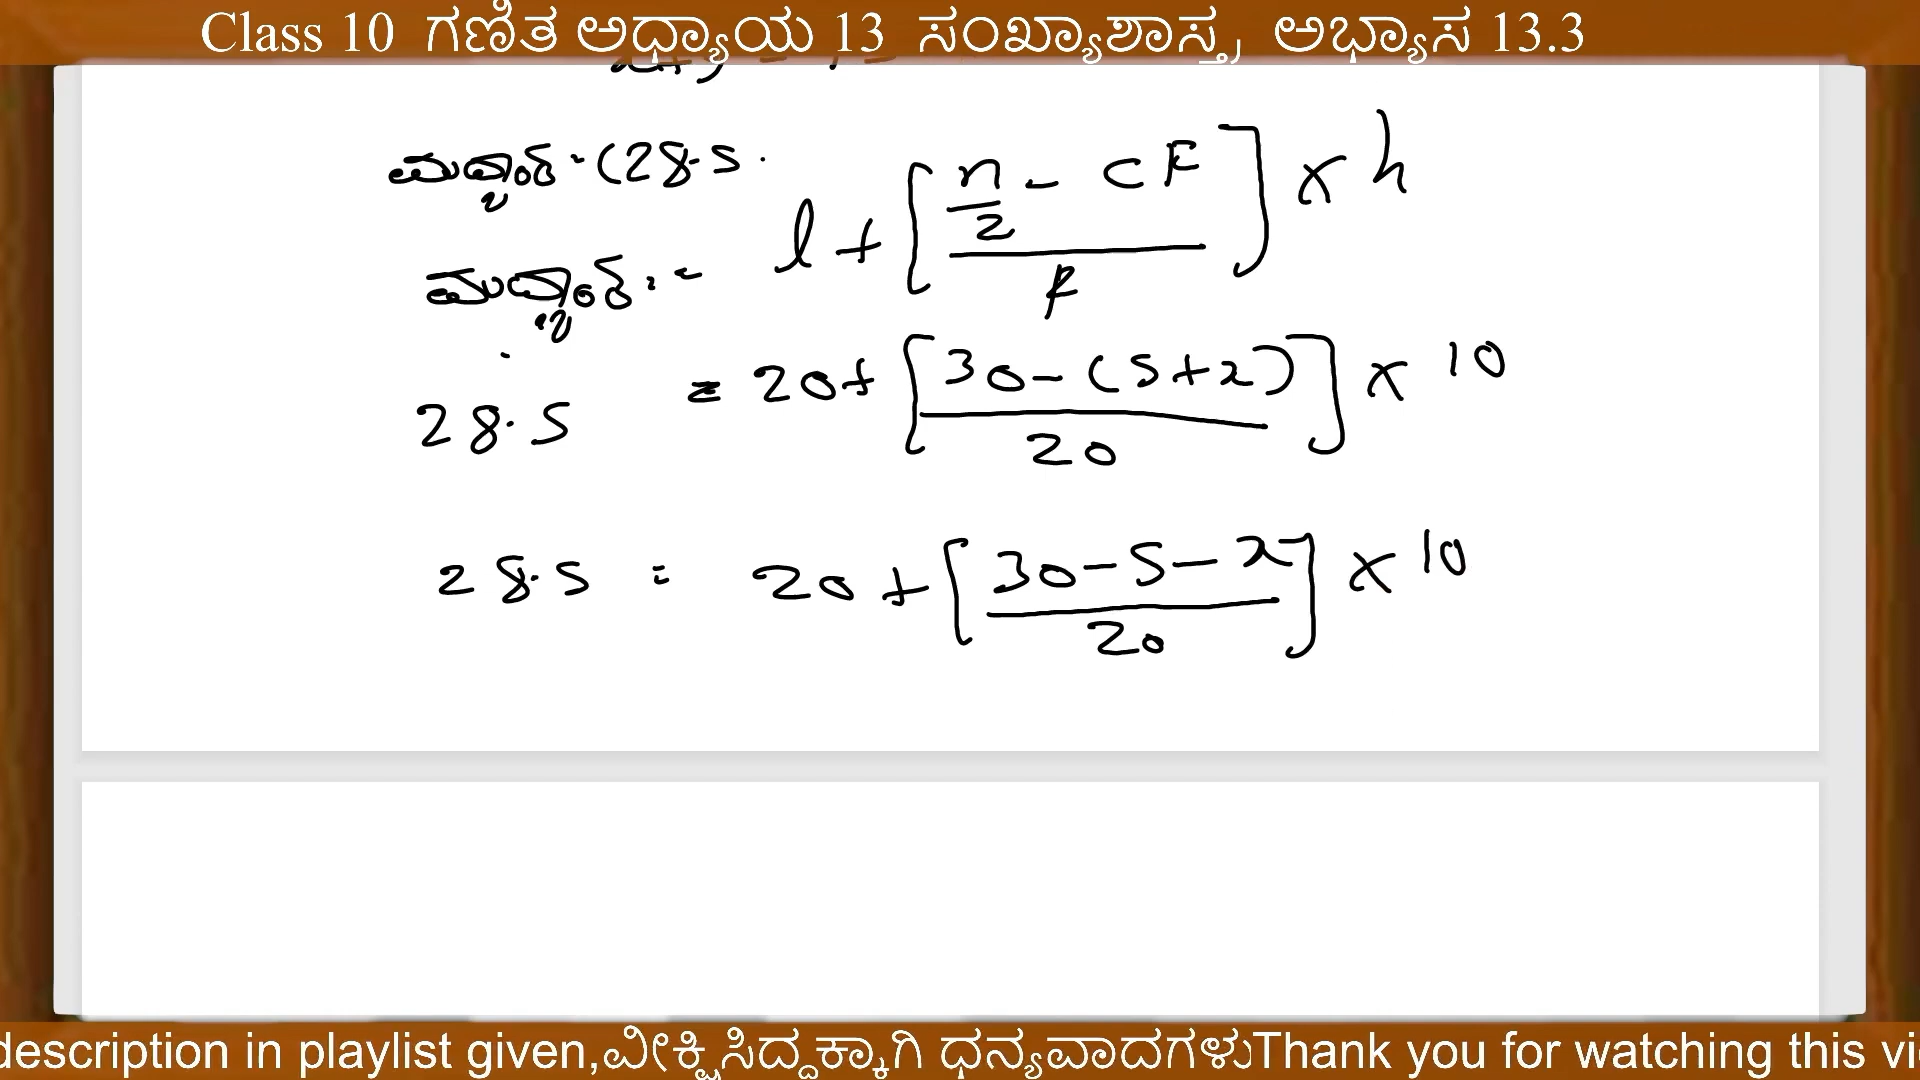 Class 10 ಗಣಿತ ಅಧ್ಯಾಯ 13 ಸಂಖ್ಯಾಶಾಸ್ತ್ರ, ಅಭ್ಯಾಸ 13.3
ಮಧ್ಯಾಂಕ - (28.5
ಮಧ್ಯಾಂಕ = l + [n/2 - CF / F] × h
28.5 = 20 + [30 - (5 + x) / 20] × 10
28.5 = 20 + [30 - 5 - x / 20] × 10
description in playlist given,ವೀಕ್ಷಿಸಿದ್ದಕ್ಕಾಗಿ ಧನ್ಯವಾದಗಳುThank you for watching this vi